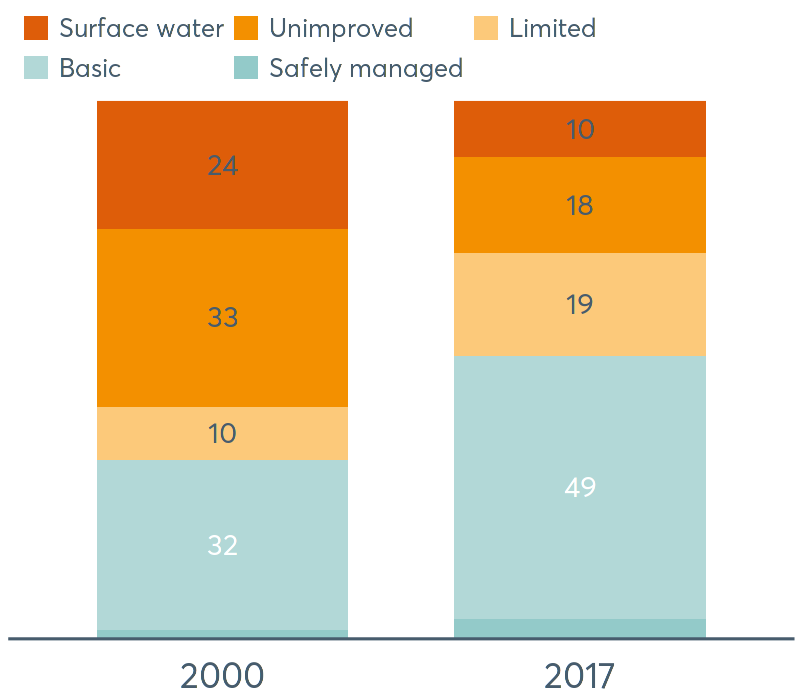 Surface water Unimproved Limited
Basic Safely managed
24 10
33 18
10 19
32 49
2000 2017